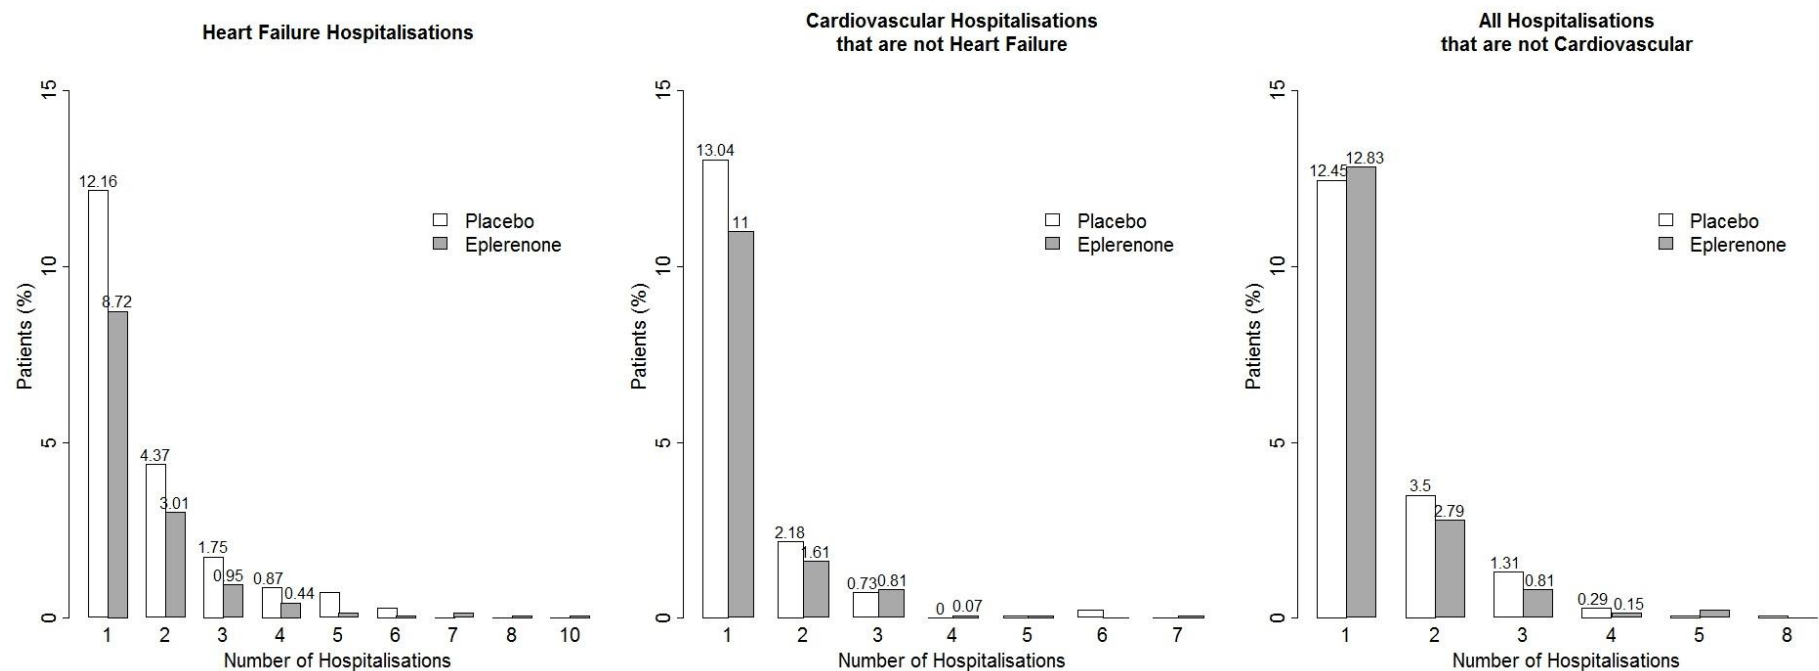 Heart Failure Hospitalisations
15
10
5
0
Patients (%)
12.16
8.72
4.37
3.01
1.75
0.95
0.87
0.44
Placebo
Eplerenone
1 2 3 4 5 6 7 8 10
Number of Hospitalisations
Cardiovascular Hospitalisations
that are not Heart Failure
15
10
5
0
Patients (%)
13.04
11
2.18
1.61
0.73
0.81
0
0.07
Placebo
Eplerenone
1 2 3 4 5 6 7
Number of Hospitalisations
All Hospitalisations
that are not Cardiovascular
15
10
5
0
Patients (%)
12.45
12.83
3.5
2.79
1.31
0.81
0.29
0.15
Placebo
Eplerenone
1 2 3 4 5 8
Number of Hospitalisations